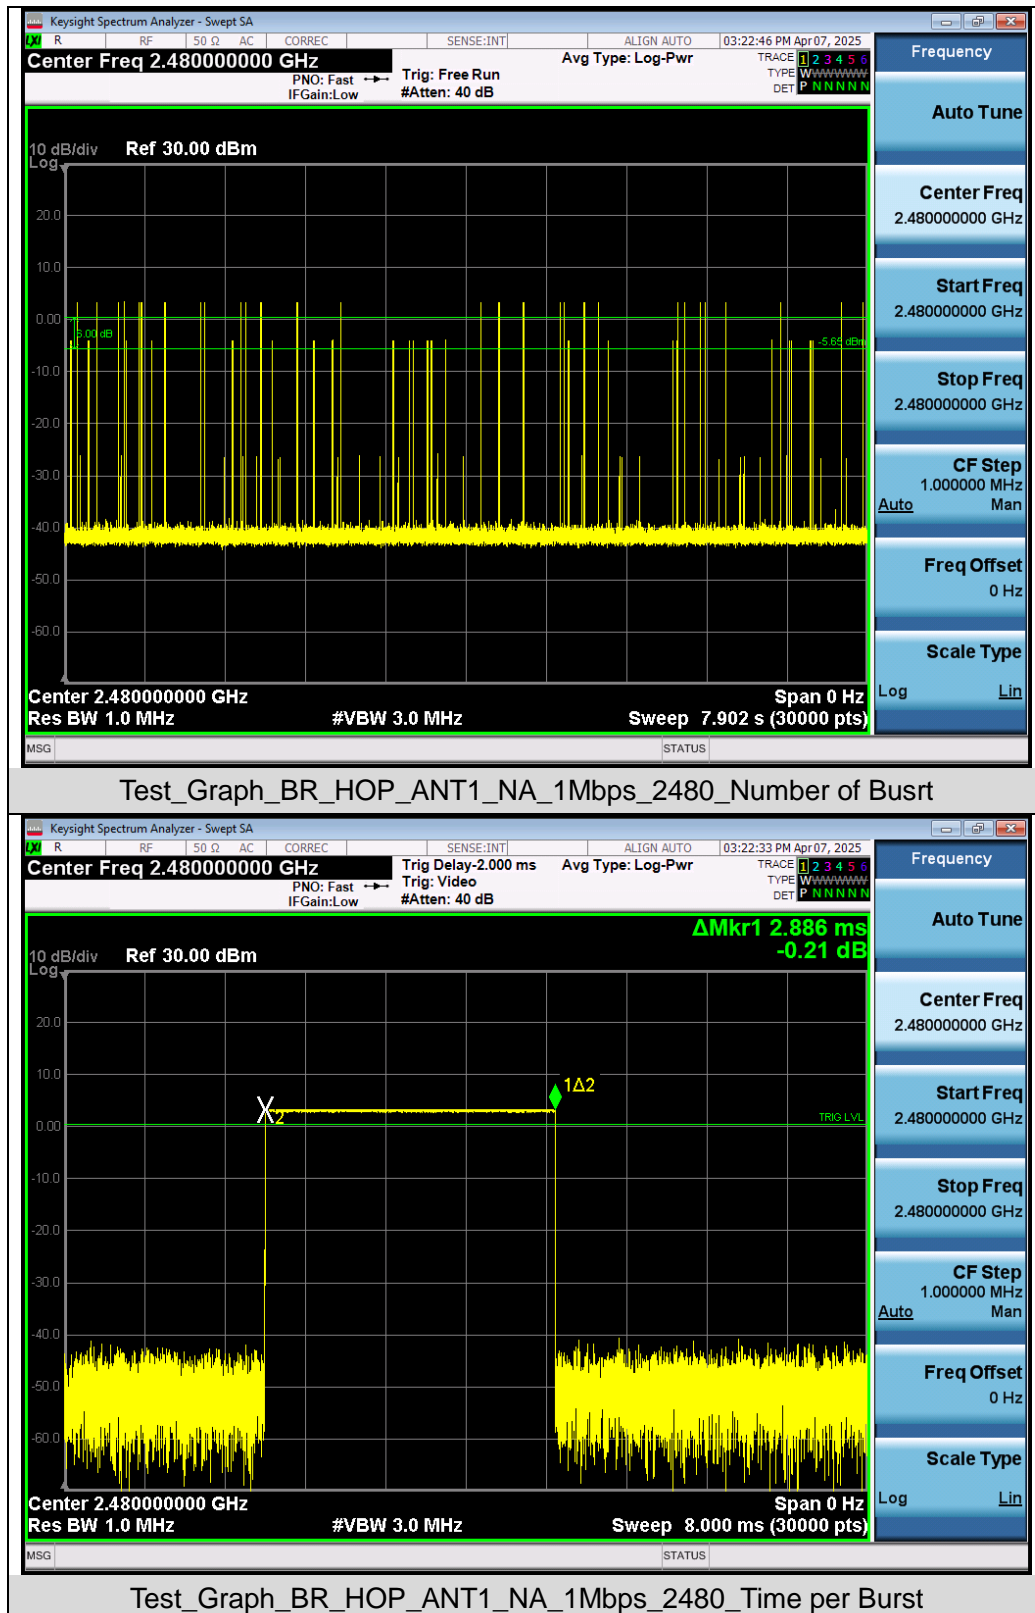 Keysight Spectrum Analyzer - Swept SA
LXI R RF 50 Ω AC CORREC SENSE:INT ALIGN AUTO 03:22:46 PM Apr 07, 2025
Center Freq 2.480000000 GHz
PNO: Fast
IFGain:Low
Trig: Free Run
#Atten: 40 dB
Avg Type: Log-Pwr
TRACE 1 2 3 4 5 6
TYPE WWWWWW
DET P N N N N N
10 dB/div Ref 30.00 dBm
Log
20.0
10.0
0.00
6.00 dB
-5.65 dBm
-10.0
-20.0
-30.0
-40.0
-50.0
-60.0
Center 2.480000000 GHz Span 0 Hz
Res BW 1.0 MHz #VBW 3.0 MHz Sweep 7.902 s (30000 pts)
MSG STATUS
Frequency
Auto Tune
Center Freq
2.480000000 GHz
Start Freq
2.480000000 GHz
Stop Freq
2.480000000 GHz
CF Step
1.000000 MHz
Auto Man
Freq Offset
0 Hz
Scale Type
Log Lin
Test_Graph_BR_HOP_ANT1_NA_1Mbps_2480_Number of Busrt
Keysight Spectrum Analyzer - Swept SA
LXI R RF 50 Ω AC CORREC SENSE:INT ALIGN AUTO 03:22:33 PM Apr 07, 2025
Center Freq 2.480000000 GHz
PNO: Fast
IFGain:Low
Trig Delay-2.000 ms
Trig: Video
#Atten: 40 dB
Avg Type: Log-Pwr
TRACE 1 2 3 4 5 6
TYPE WWWWWW
DET P N N N N N
ΔMkr1 2.886 ms
-0.21 dB
10 dB/div Ref 30.00 dBm
Log
20.0
10.0
1Δ2
X2
0.00
TRIG LVL
-10.0
-20.0
-30.0
-40.0
-50.0
-60.0
Center 2.480000000 GHz Span 0 Hz
Res BW 1.0 MHz #VBW 3.0 MHz Sweep 8.000 ms (30000 pts)
MSG STATUS
Frequency
Auto Tune
Center Freq
2.480000000 GHz
Start Freq
2.480000000 GHz
Stop Freq
2.480000000 GHz
CF Step
1.000000 MHz
Auto Man
Freq Offset
0 Hz
Scale Type
Log Lin
Test_Graph_BR_HOP_ANT1_NA_1Mbps_2480_Time per Burst